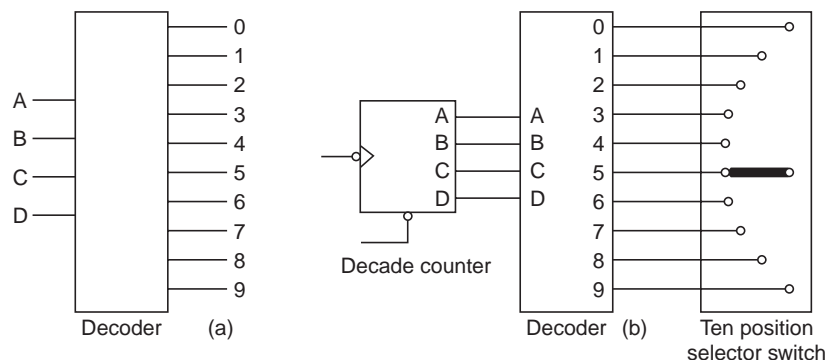 0
1
2
3
4
5
6
7
8
9
A
B
C
D
Decoder (a)
A
B
C
D
Decade counter
A
B
C
D
0
1
2
3
4
5
6
7
8
9
Decoder (b)
Ten position
selector switch